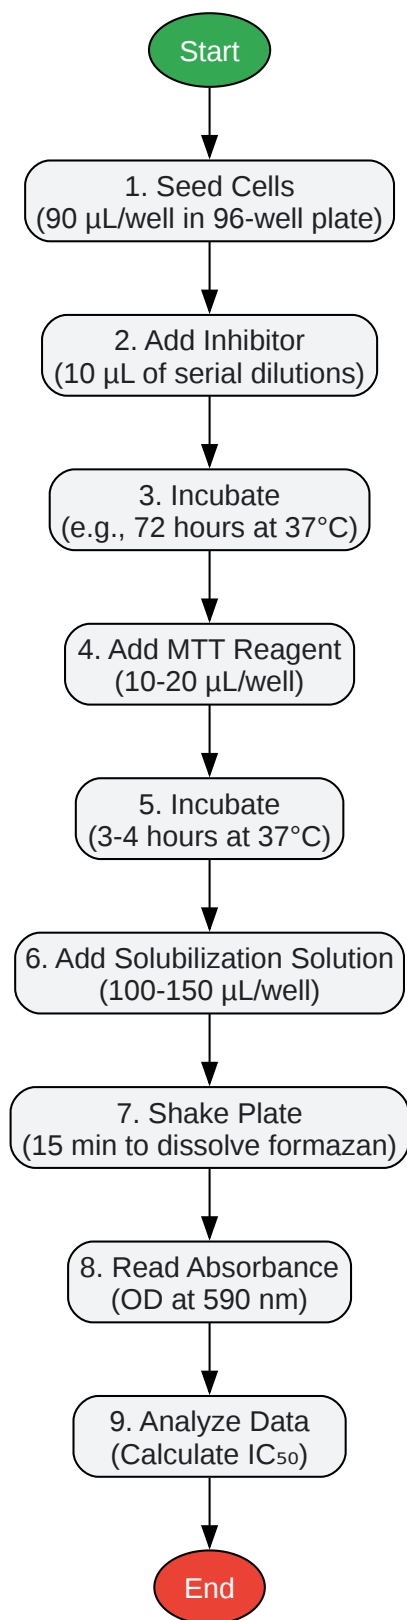 Start
1. Seed Cells
(90 µL/well in 96-well plate)
2. Add Inhibitor
(10 µL of serial dilutions)
3. Incubate
(e.g., 72 hours at 37°C)
4. Add MTT Reagent
(10-20 µL/well)
5. Incubate
(3-4 hours at 37°C)
6. Add Solubilization Solution
(100-150 µL/well)
7. Shake Plate
(15 min to dissolve formazan)
8. Read Absorbance
(OD at 590 nm)
9. Analyze Data
(Calculate IC₅₀)
End